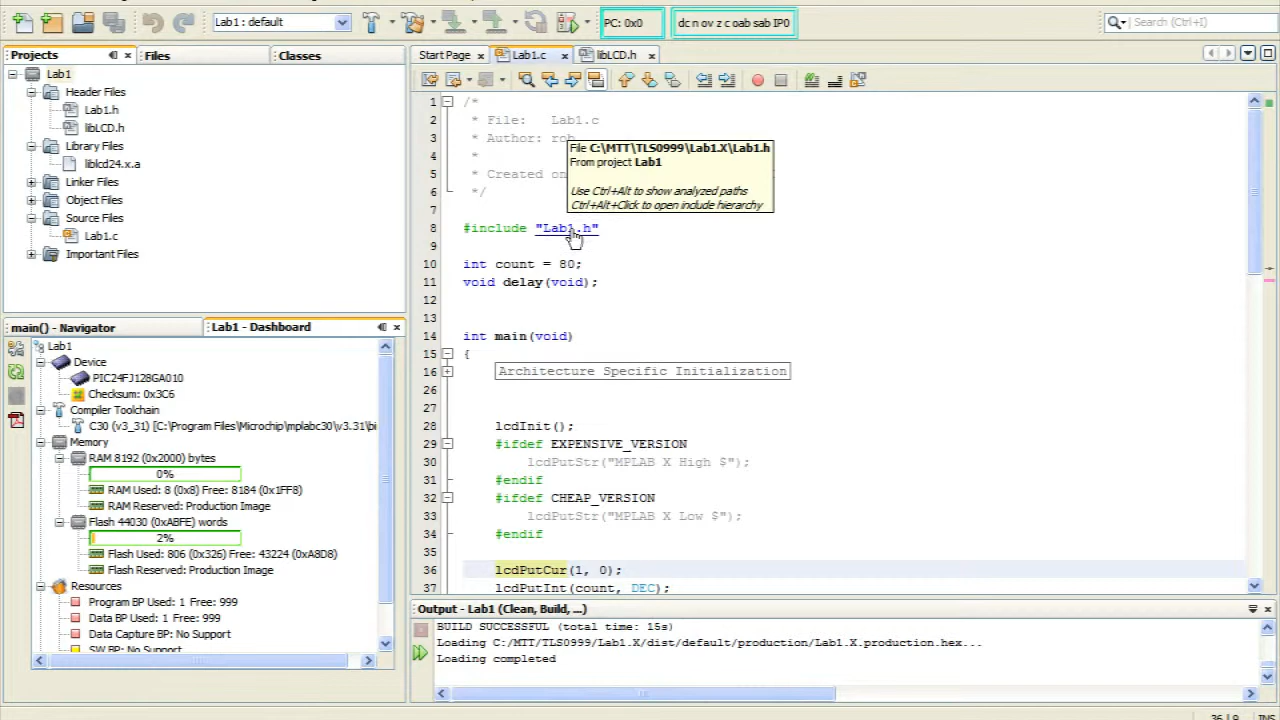 Lab1 : default
PC: 0x0
dc n ov z c oab sab IP0
Search (Ctrl+I)
Projects
Files
Classes
Lab1
Header Files
Lab1.h
libLCD.h
Library Files
liblcd24.x.a
Linker Files
Object Files
Source Files
Lab1.c
Important Files
main() - Navigator
Lab1 - Dashboard
Lab1
Device
PIC24FJ128GA010
Checksum: 0x3C6
Compiler Toolchain
C30 (v3_31) [C:\Program Files\Microchip\mplabc30\v3.31\bi
Memory
RAM 8192 (0x2000) bytes
0%
RAM Used: 8 (0x8) Free: 8184 (0x1FF8)
RAM Reserved: Production Image
Flash 44030 (0xABFE) words
2%
Flash Used: 806 (0x326) Free: 43224 (0xA8D8)
Flash Reserved: Production Image
Resources
Program BP Used: 1 Free: 999
Data BP Used: 1 Free: 999
Data Capture BP: No Support
SW BP: No Support
Start Page
Lab1.c
libLCD.h
1 /*
2 * File: Lab1.c
3 * Author: rob
4 *
5 * Created on
6 */
7
8 #include "Lab1.h"
9
10 int count = 80;
11 void delay(void);
12
13
14 int main(void)
15 {
16 Architecture Specific Initialization
26
27
28 lcdInit();
29 #ifdef EXPENSIVE_VERSION
30 lcdPutStr("MPLAB X High $");
31 #endif
32 #ifdef CHEAP_VERSION
33 lcdPutStr("MPLAB X Low $");
34 #endif
35
36 lcdPutCur(1, 0);
37 lcdPutInt(count, DEC);
File C:\MTT\TLS0999\Lab1.X\Lab1.h
From project Lab1
Use Ctrl+Alt to show analyzed paths
Ctrl+Alt+Click to open include hierarchy
Output - Lab1 (Clean, Build, ...)
BUILD SUCCESSFUL (total time: 15s)
Loading C:/MTT/TLS0999/Lab1.X/dist/default/production/Lab1.X.production.hex...
Loading completed
36|9
INS